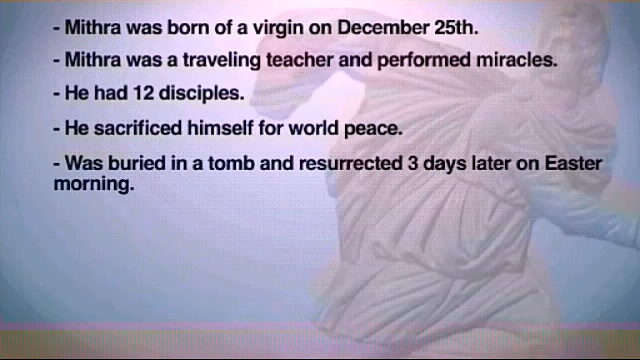 - Mithra was born of a virgin on December 25th.
- Mithra was a traveling teacher and performed miracles.
- He had 12 disciples.
- He sacrificed himself for world peace.
- Was buried in a tomb and resurrected 3 days later on Easter
morning.